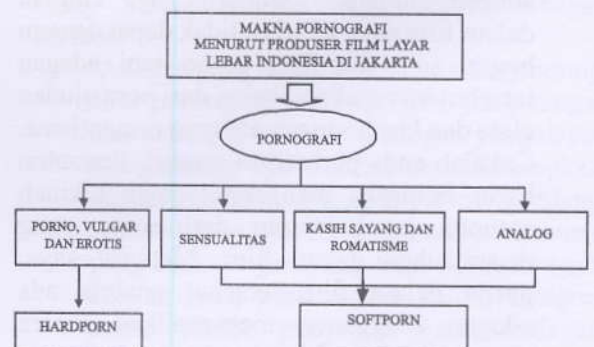 MAKNA PORNOGRAFI
MENURUT PRODUSER FILM LAYAR
LEBAR INDONESIA DI JAKARTA
PORNOGRAFI
PORNO, VULGAR
DAN EROTIS
SENSUALITAS
KASIH SAYANG DAN
ROMATISME
ANALOG
HARDPORN
SOFTPORN